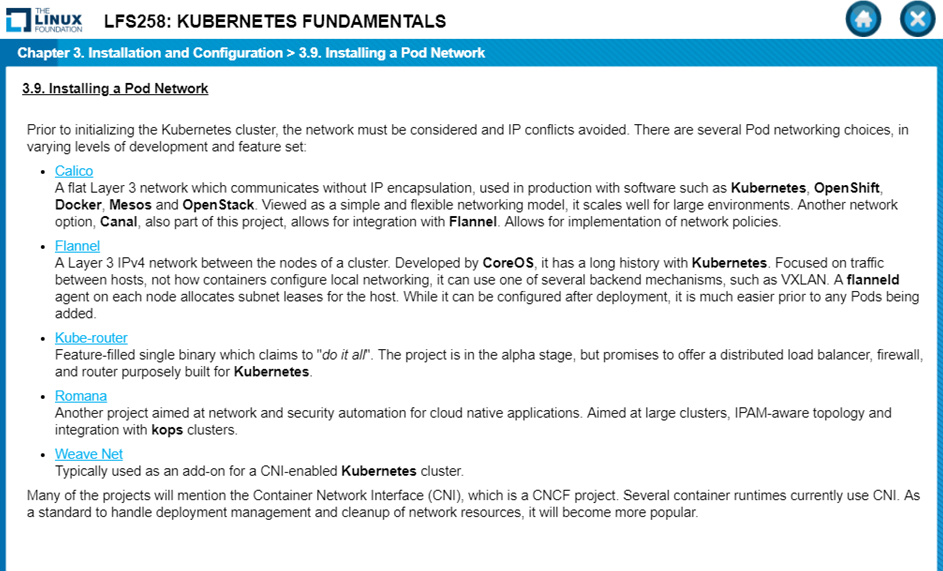 THE
LINUX
FOUNDATION
LFS258: KUBERNETES FUNDAMENTALS
Chapter 3. Installation and Configuration > 3.9. Installing a Pod Network
3.9. Installing a Pod Network
Prior to initializing the Kubernetes cluster, the network must be considered and IP conflicts avoided. There are several Pod networking choices, in
varying levels of development and feature set:
• Calico
A flat Layer 3 network which communicates without IP encapsulation, used in production with software such as Kubernetes, OpenShift,
Docker, Mesos and OpenStack. Viewed as a simple and flexible networking model, it scales well for large environments. Another network
option, Canal, also part of this project, allows for integration with Flannel. Allows for implementation of network policies.
• Flannel
A Layer 3 IPv4 network between the nodes of a cluster. Developed by CoreOS, it has a long history with Kubernetes. Focused on traffic
between hosts, not how containers configure local networking, it can use one of several backend mechanisms, such as VXLAN. A flanneld
agent on each node allocates subnet leases for the host. While it can be configured after deployment, it is much easier prior to any Pods being
added.
• Kube-router
Feature-filled single binary which claims to "do it all". The project is in the alpha stage, but promises to offer a distributed load balancer, firewall,
and router purposely built for Kubernetes.
• Romana
Another project aimed at network and security automation for cloud native applications. Aimed at large clusters, IPAM-aware topology and
integration with kops clusters.
• Weave Net
Typically used as an add-on for a CNI-enabled Kubernetes cluster.
Many of the projects will mention the Container Network Interface (CNI), which is a CNCF project. Several container runtimes currently use CNI. As
a standard to handle deployment management and cleanup of network resources, it will become more popular.